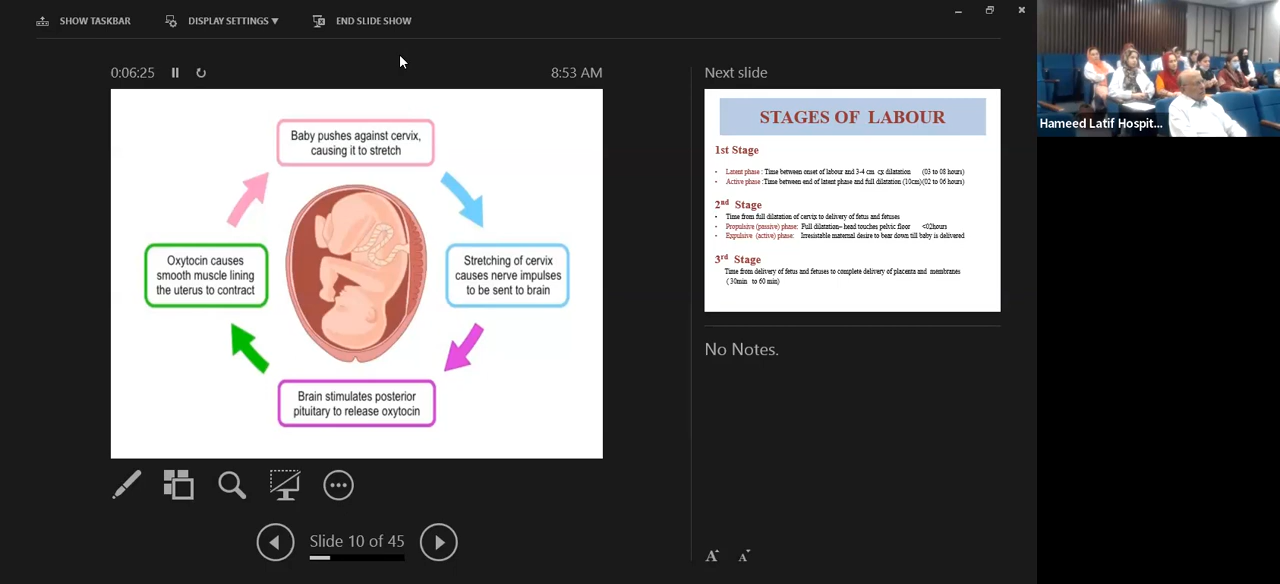 SHOW TASKBAR
DISPLAY SETTINGS ▼
END SLIDE SHOW
0:06:25
8:53 AM
Baby pushes against cervix,
causing it to stretch
Stretching of cervix
causes nerve impulses
to be sent to brain
Brain stimulates posterior
pituitary to release oxytocin
Oxytocin causes
smooth muscle lining
the uterus to contract
Slide 10 of 45
Next slide
STAGES OF LABOUR
1st Stage
• Latent phase : Time between onset of labour and 3-4 cm cx dilatation (03 to 08 hours)
• Active phase :Time between end of latent phase and full dilatation (10cm)(02 to 06 hours)
2nd Stage
• Time from full dilatation of cervix to delivery of fetus and fetuses
• Propulsive (passive) phase: Full dilatation– head touches pelvic floor <02hours
• Expulsive (active) phase: Irresistable maternal desire to bear down till baby is delivered
3rd Stage
Time from delivery of fetus and fetuses to complete delivery of placenta and membranes
( 30min to 60 min)
No Notes.
A A
Hameed Latif Hospit...